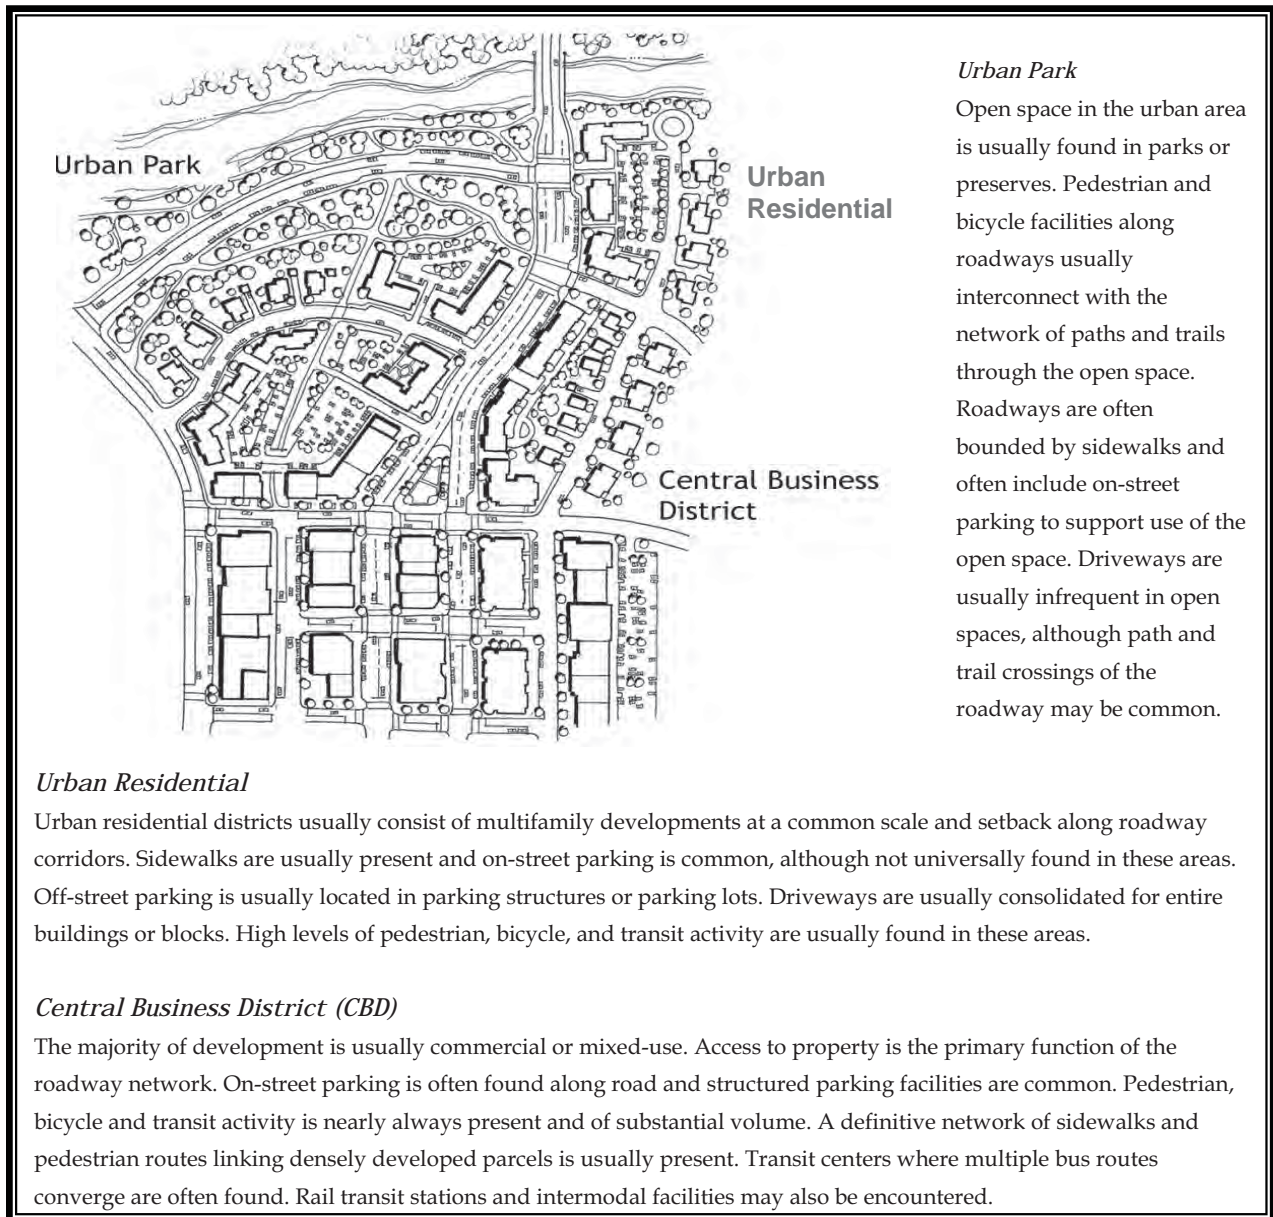 Urban Park
Urban
Residential
Central Business
District
Urban Park
Open space in the urban area
is usually found in parks or
preserves. Pedestrian and
bicycle facilities along
roadways usually
interconnect with the
network of paths and trails
through the open space.
Roadways are often
bounded by sidewalks and
often include on-street
parking to support use of the
open space. Driveways are
usually infrequent in open
spaces, although path and
trail crossings of the
roadway may be common.
Urban Residential
Urban residential districts usually consist of multifamily developments at a common scale and setback along roadway
corridors. Sidewalks are usually present and on-street parking is common, although not universally found in these areas.
Off-street parking is usually located in parking structures or parking lots. Driveways are usually consolidated for entire
buildings or blocks. High levels of pedestrian, bicycle, and transit activity are usually found in these areas.
Central Business District (CBD)
The majority of development is usually commercial or mixed-use. Access to property is the primary function of the
roadway network. On-street parking is often found along road and structured parking facilities are common. Pedestrian,
bicycle and transit activity is nearly always present and of substantial volume. A definitive network of sidewalks and
pedestrian routes linking densely developed parcels is usually present. Transit centers where multiple bus routes
converge are often found. Rail transit stations and intermodal facilities may also be encountered.